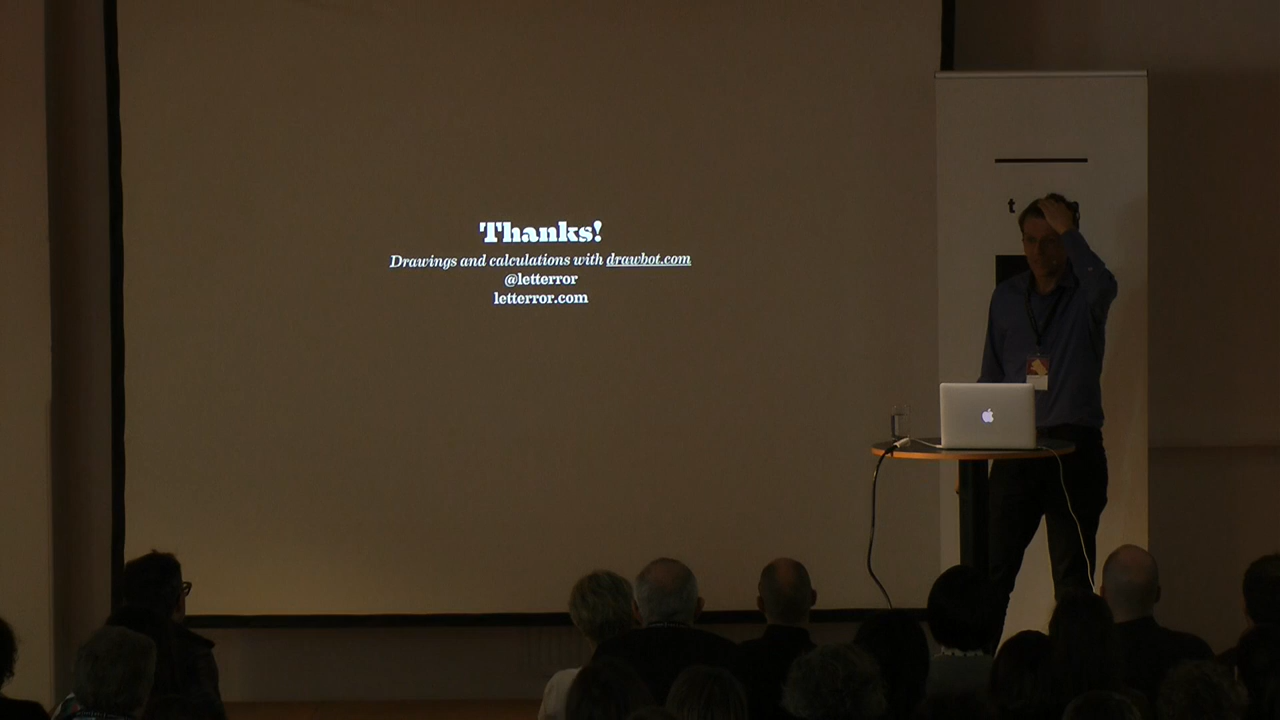 Thanks!
Drawings and calculations with drawbot.com
@letterror
letterror.com
t